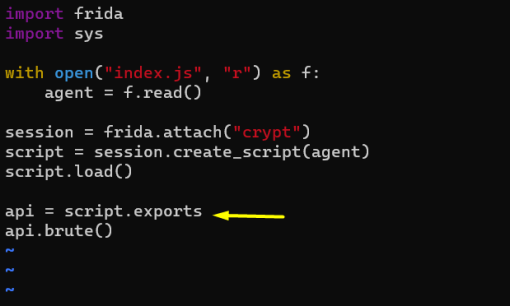 import frida
import sys
with open("index.js", "r") as f:
    agent = f.read()
session = frida.attach("crypt")
script = session.create_script(agent)
script.load()
api = script.exports
api.brute()
~
~
~